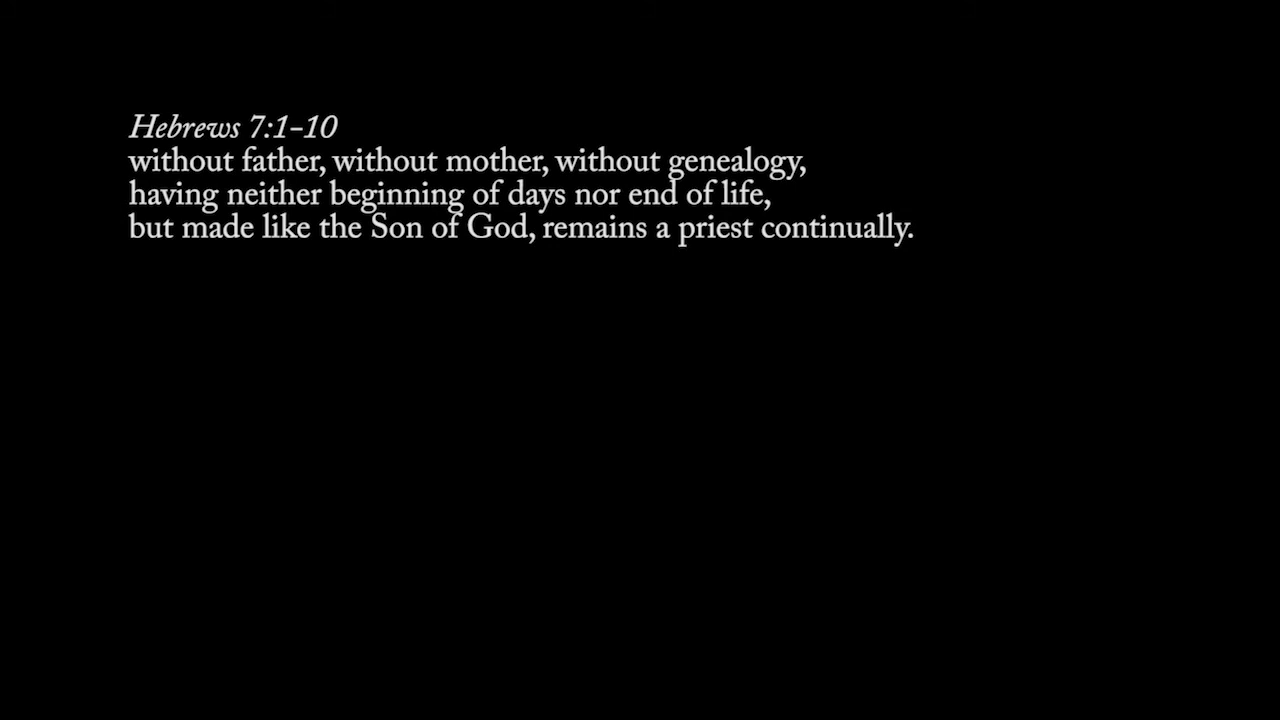 Hebrews 7:1-10
without father, without mother, without genealogy,
having neither beginning of days nor end of life,
but made like the Son of God, remains a priest continually.